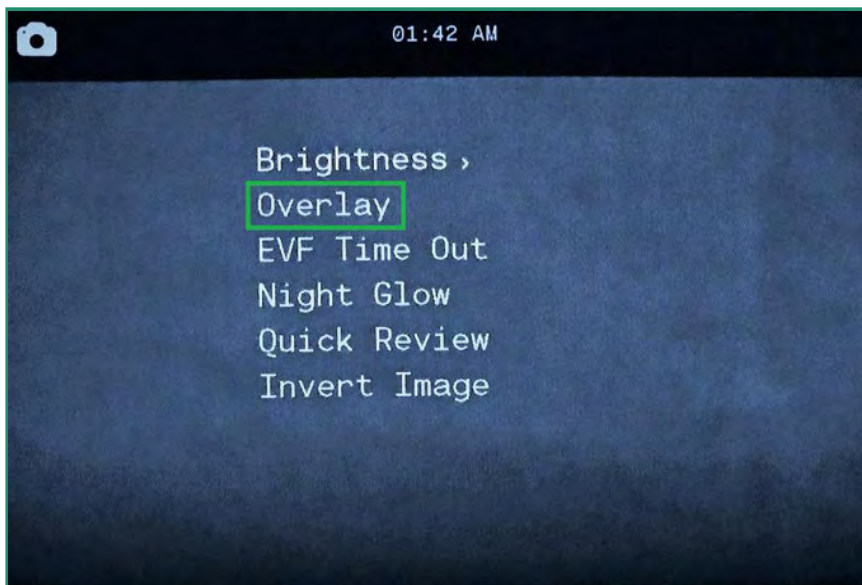 01:42 AM
Brightness ›
Overlay
EVF Time Out
Night Glow
Quick Review
Invert Image